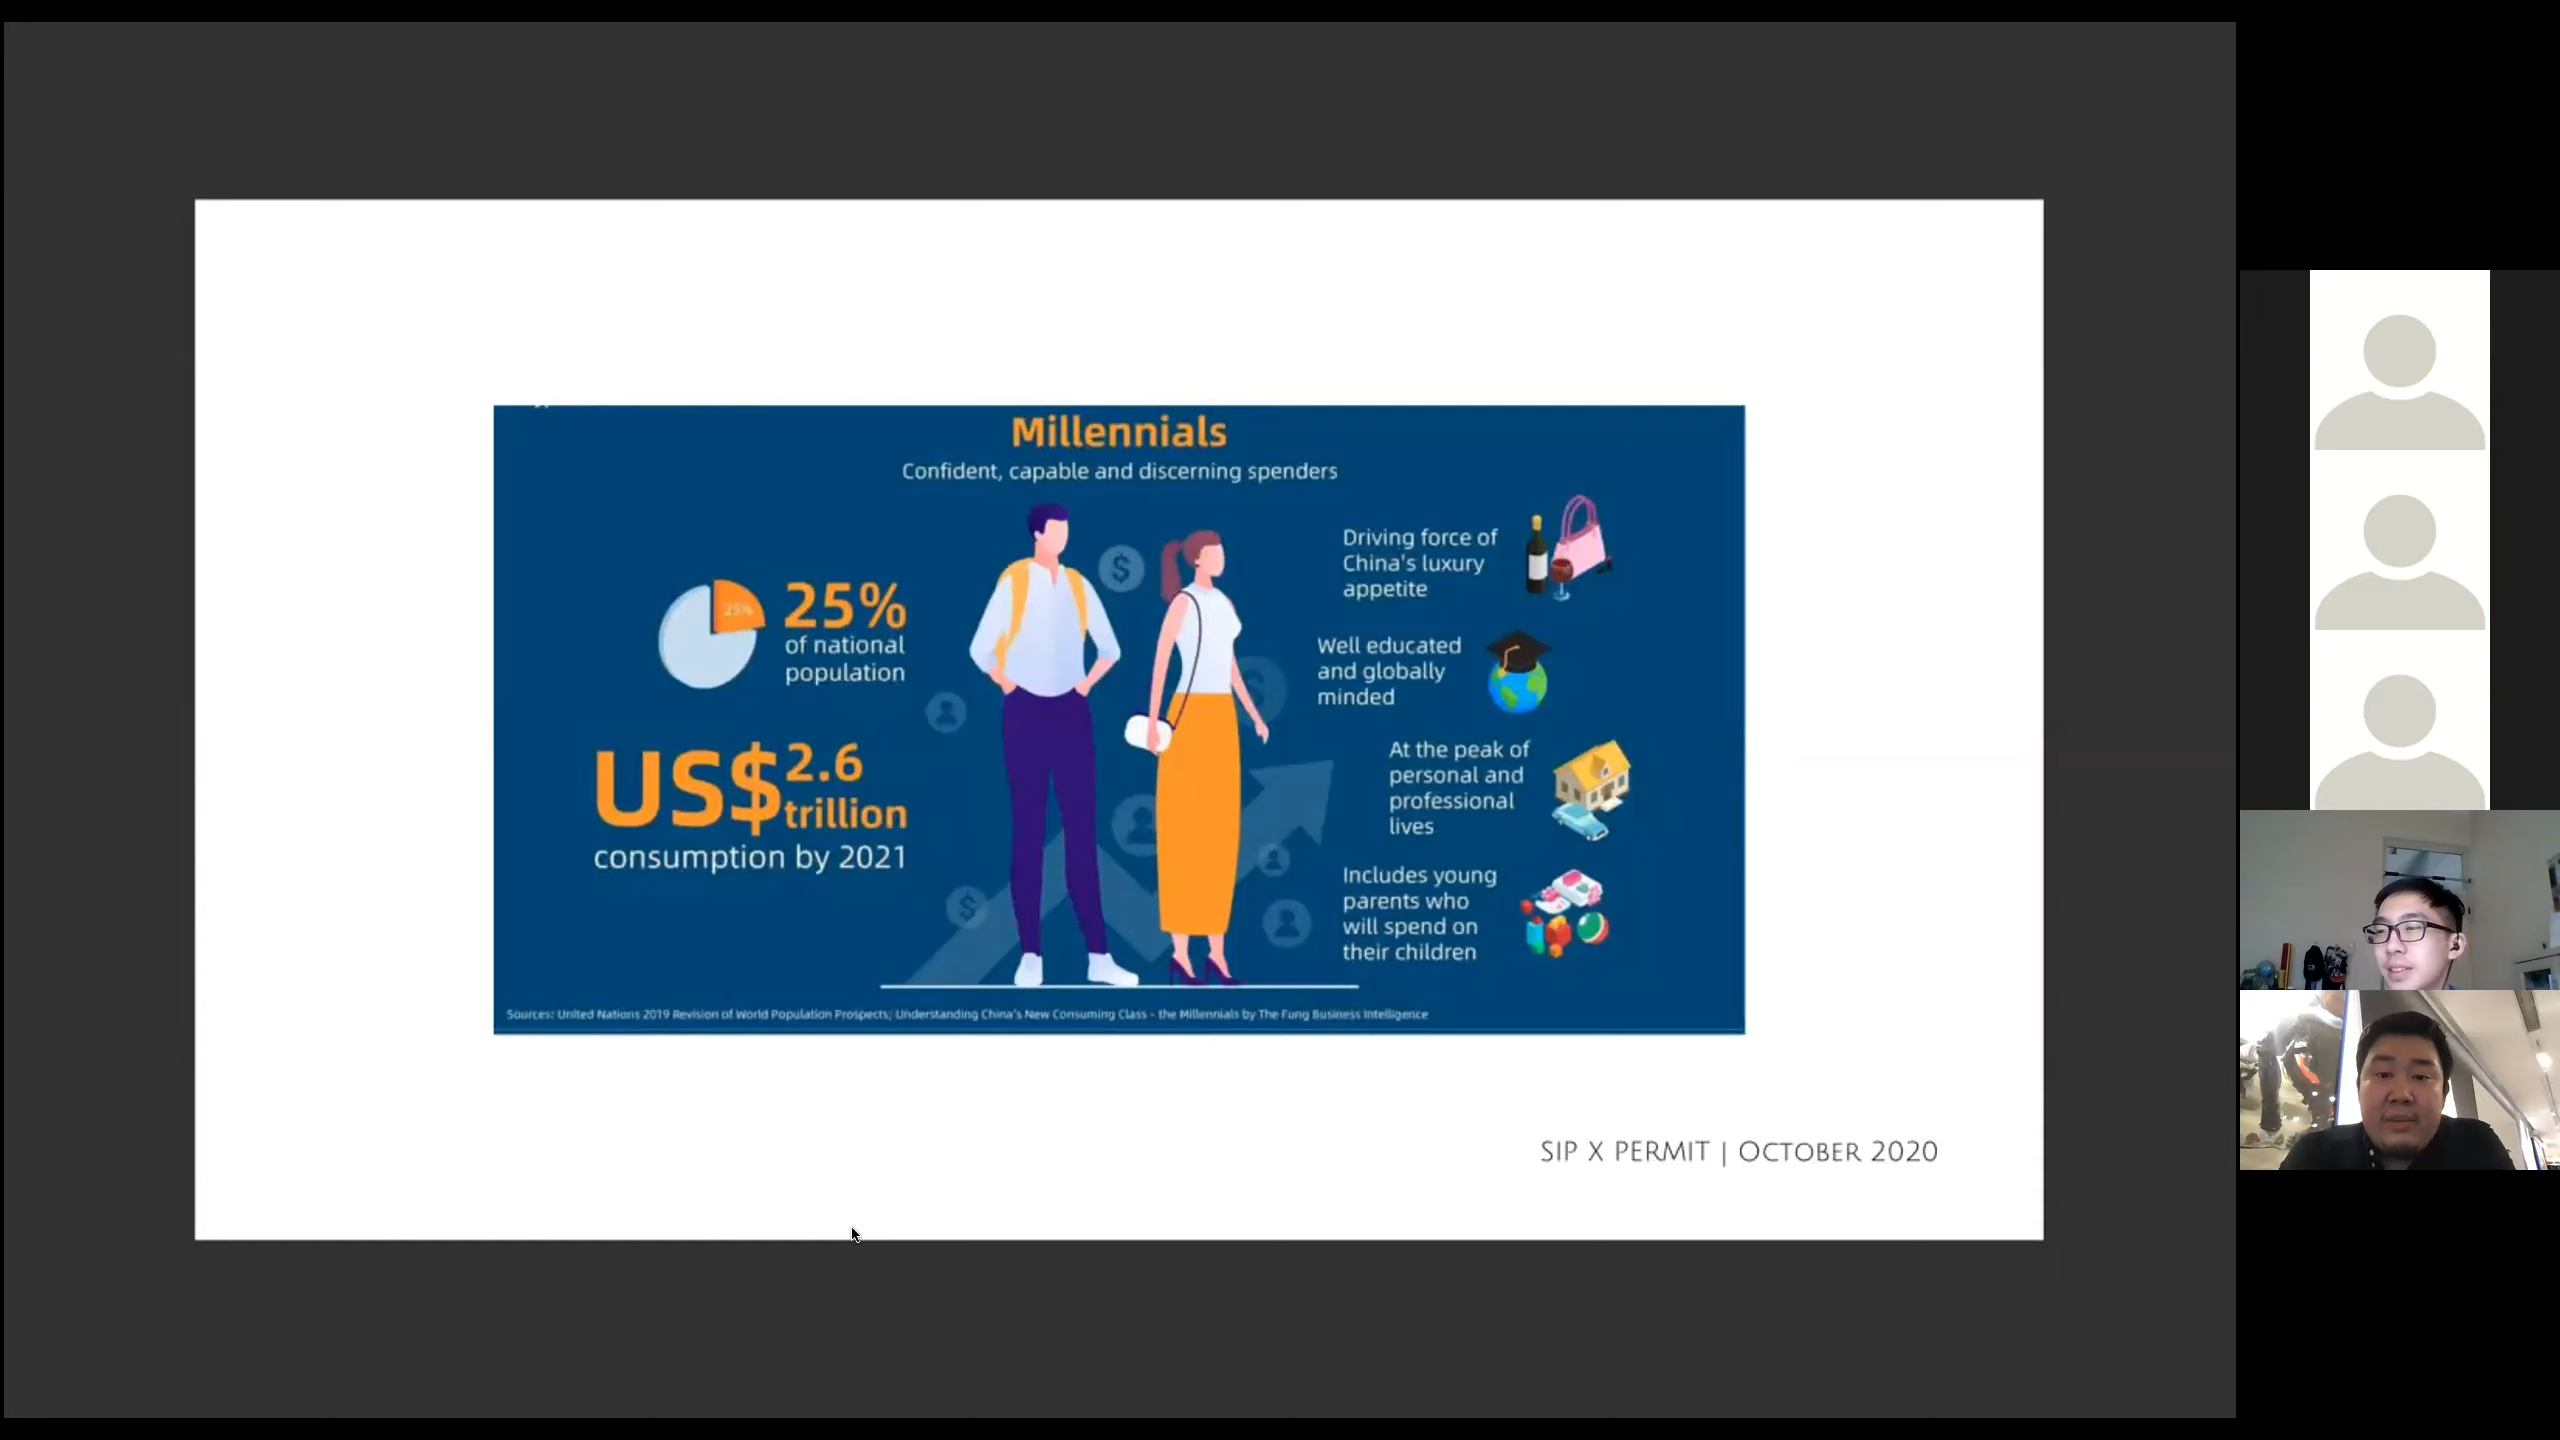 Millennials
Confident, capable and discerning spenders
25%
25%
of national
population
US$2.6
trillion
consumption by 2021
Driving force of
China's luxury
appetite
Well educated
and globally
minded
At the peak of
personal and
professional
lives
Includes young
parents who
will spend on
their children
Sources: United Nations 2019 Revision of World Population Prospects; Understanding China's New Consuming Class - the Millennials by The Fung Business Intelligence
SIP X PERMIT | OCTOBER 2020